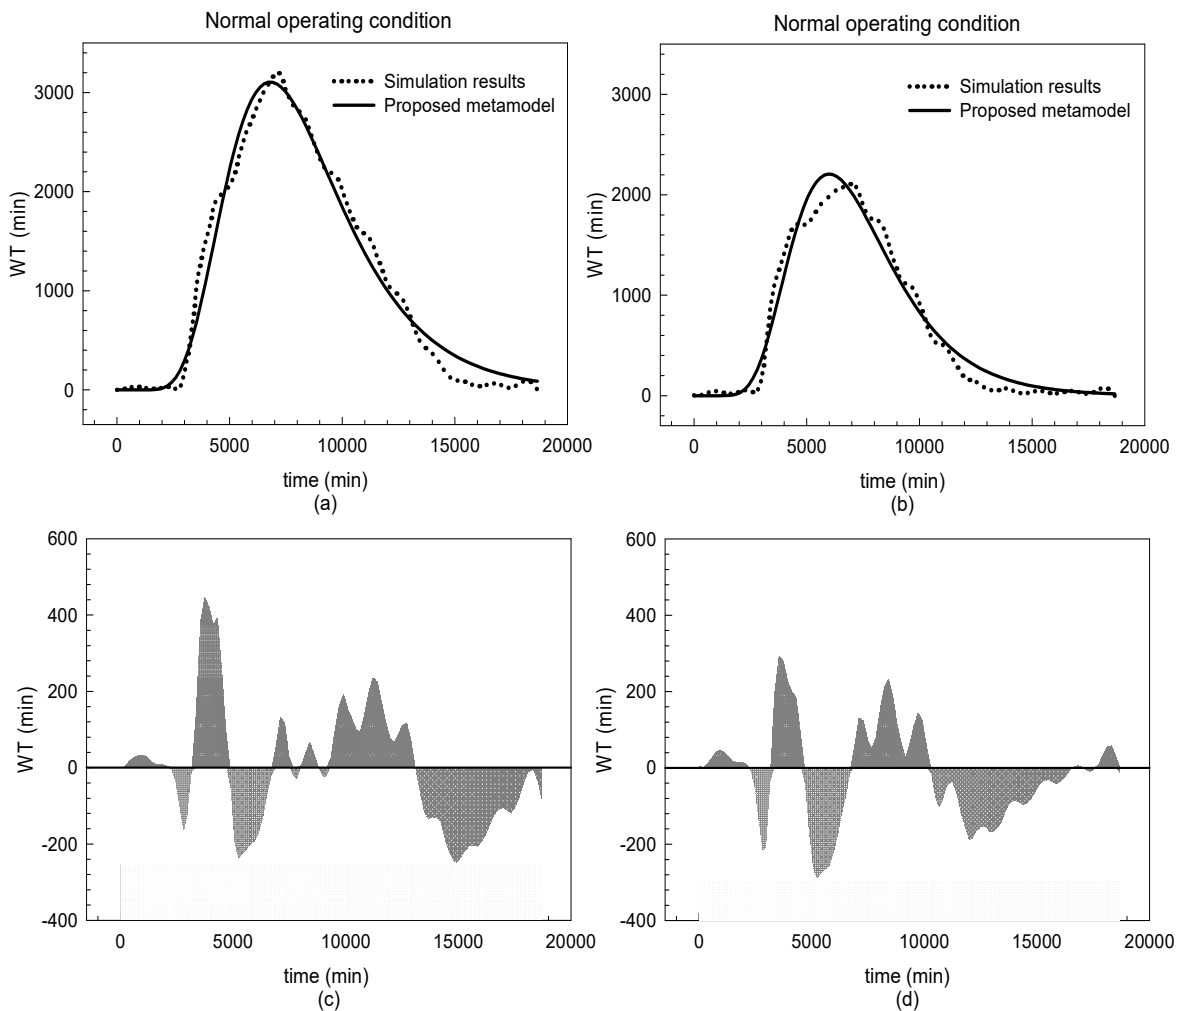 Normal operating condition
Simulation results
Proposed metamodel
WT (min)
3000
2000
1000
0
0 5000 10000 15000 20000
time (min)
(a)
Normal operating condition
Simulation results
Proposed metamodel
WT (min)
3000
2000
1000
0
0 5000 10000 15000 20000
time (min)
(b)
WT (min)
600
400
200
0
-200
-400
0 5000 10000 15000 20000
time (min)
(c)
WT (min)
600
400
200
0
-200
-400
0 5000 10000 15000 20000
time (min)
(d)